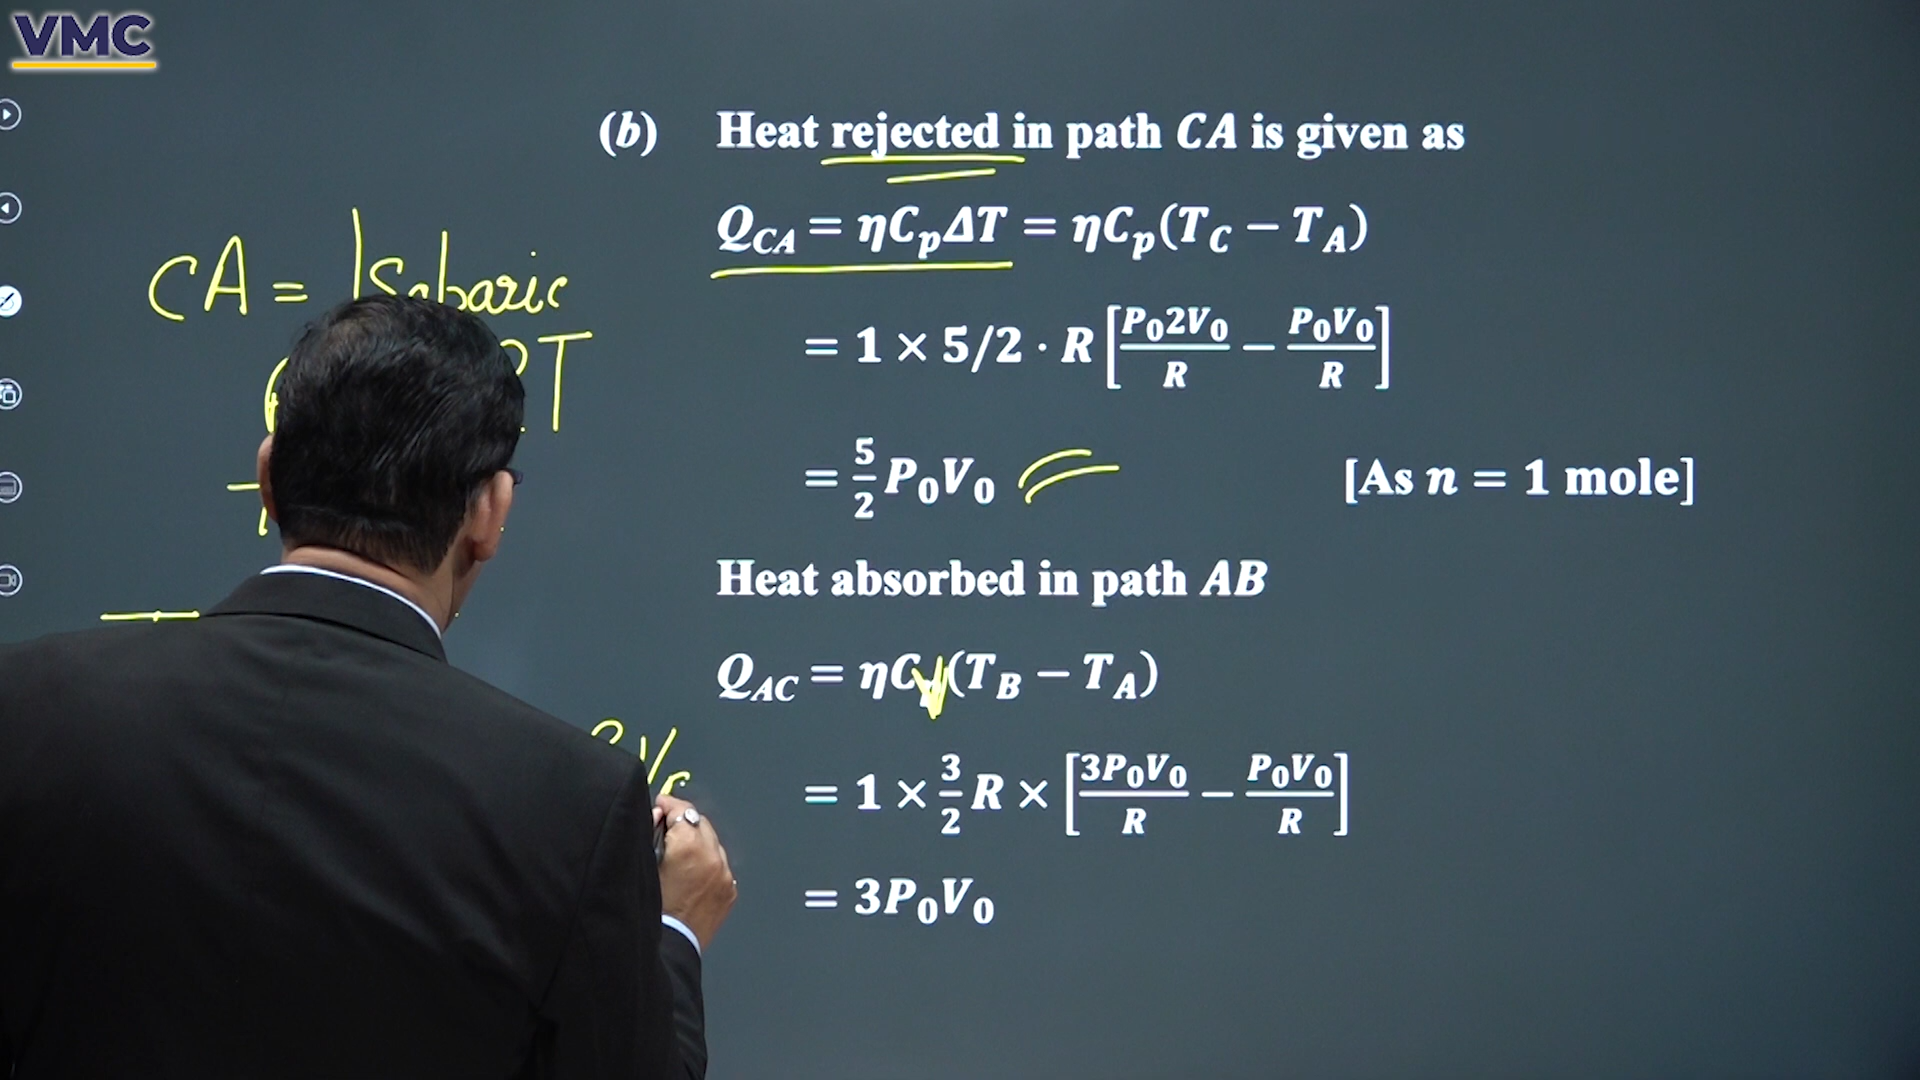 VMC
(b) Heat rejected in path CA is given as
Q_CA = ηC_pΔT = ηC_p(T_C − T_A)
CA = Isobaric
= 1 × 5/2 · R [P₀2V₀/R − P₀V₀/R]
RT
= 5/2 P₀V₀ [As n = 1 mole]
Heat absorbed in path AB
Q_AC = ηC_v(T_B − T_A)
= 1 × 3/2 R × [3P₀V₀/R − P₀V₀/R]
= 3P₀V₀